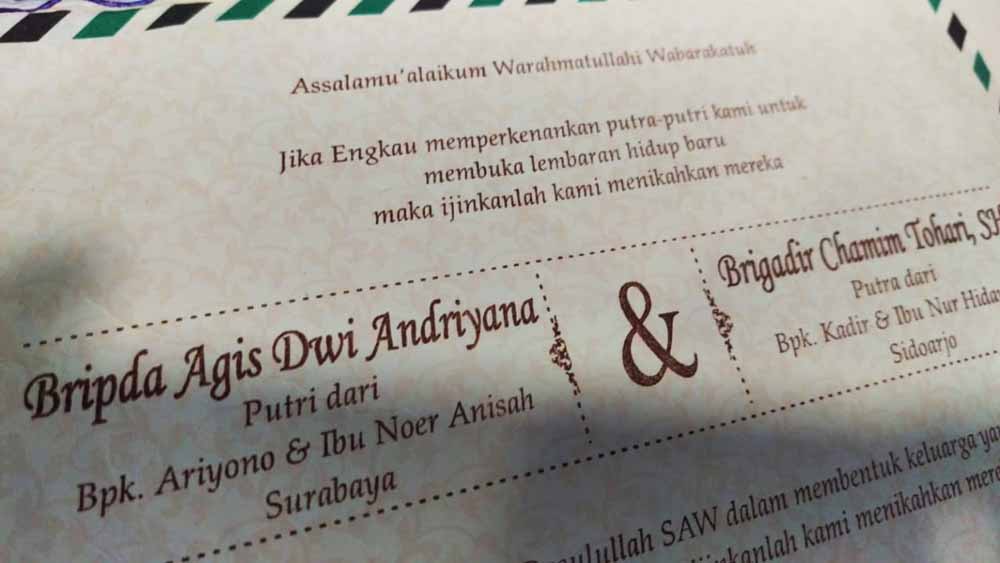 Assalamu'alaikum Warahmatullahi Wabarakatuh
Jika Engkau memperkenankan putra-putri kami untuk
membuka lembaran hidup baru
maka ijinkanlah kami menikahkan mereka
Bripda Agis Dwi Andriyana
Putri dari
Bpk. Ariyono & Ibu Noer Anisah
Surabaya
&
Brigadir Chamim Tohari, SH
Putra dari
Bpk. Kadir & Ibu Nur
Sidoarjo
SAW dalam membentuk keluarga
kami menikahkan